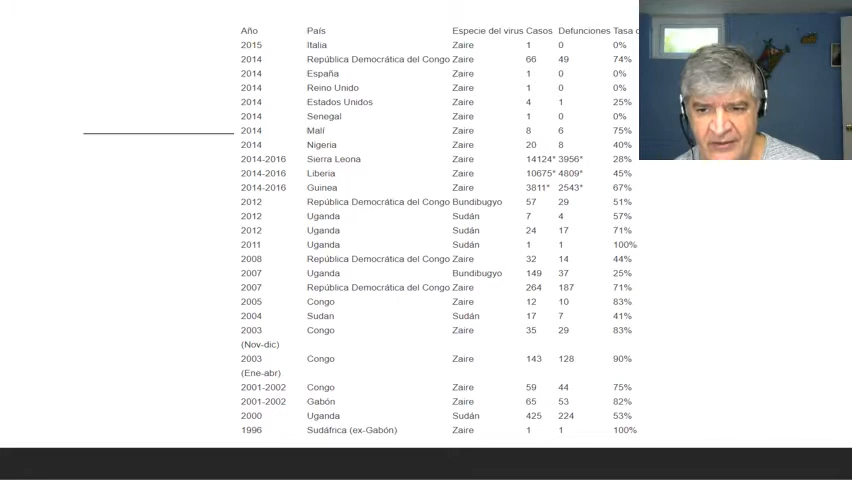 Año País Especie del virus Casos Defunciones Tasa
2015 Italia Zaire 1 0 0%
2014 República Democrática del Congo Zaire 66 49 74%
2014 España Zaire 1 0 0%
2014 Reino Unido Zaire 1 0 0%
2014 Estados Unidos Zaire 4 1 25%
2014 Senegal Zaire 1 0 0%
2014 Malí Zaire 8 6 75%
2014 Nigeria Zaire 20 8 40%
2014-2016 Sierra Leona Zaire 14124* 3956* 28%
2014-2016 Liberia Zaire 10675* 4809* 45%
2014-2016 Guinea Zaire 3811* 2543* 67%
2012 República Democrática del Congo Bundibugyo 57 29 51%
2012 Uganda Sudán 7 4 57%
2012 Uganda Sudán 24 17 71%
2011 Uganda Sudán 1 1 100%
2008 República Democrática del Congo Zaire 32 14 44%
2007 Uganda Bundibugyo 149 37 25%
2007 República Democrática del Congo Zaire 264 187 71%
2005 Congo Zaire 12 10 83%
2004 Sudan Sudán 17 7 41%
2003 Congo Zaire 35 29 83%
(Nov-dic)
2003 Congo Zaire 143 128 90%
(Ene-abr)
2001-2002 Congo Zaire 59 44 75%
2001-2002 Gabón Zaire 65 53 82%
2000 Uganda Sudán 425 224 53%
1996 Sudáfrica (ex-Gabón) Zaire 1 1 100%